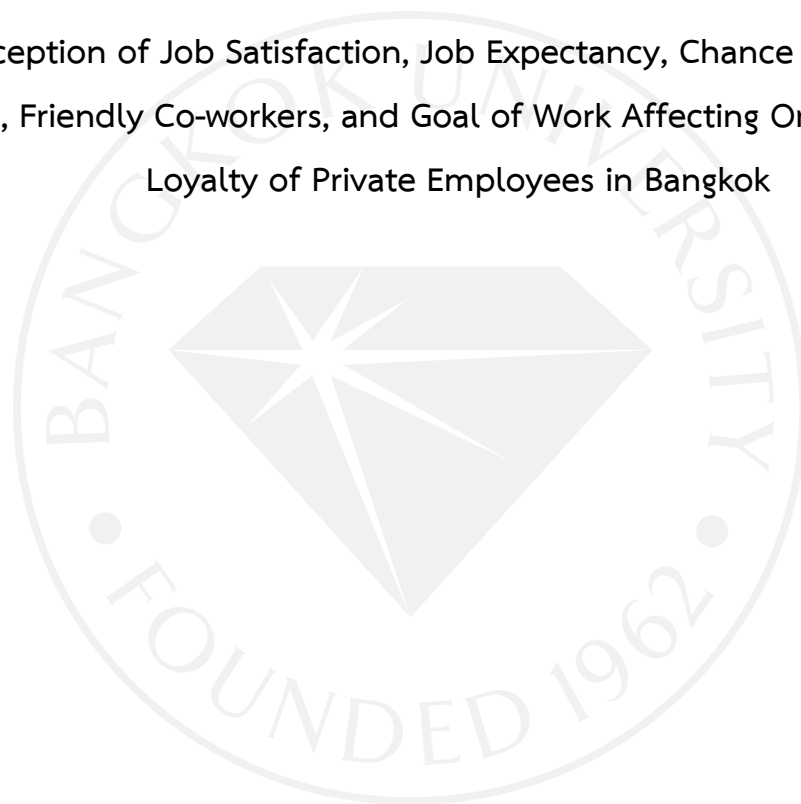 ception of Job Satisfaction, Job Expectancy, Chance
, Friendly Co-workers, and Goal of Work Affecting Or
Loyalty of Private Employees in Bangkok
BANGKOK UNIVERSITY
• FOUNDED 1962 •